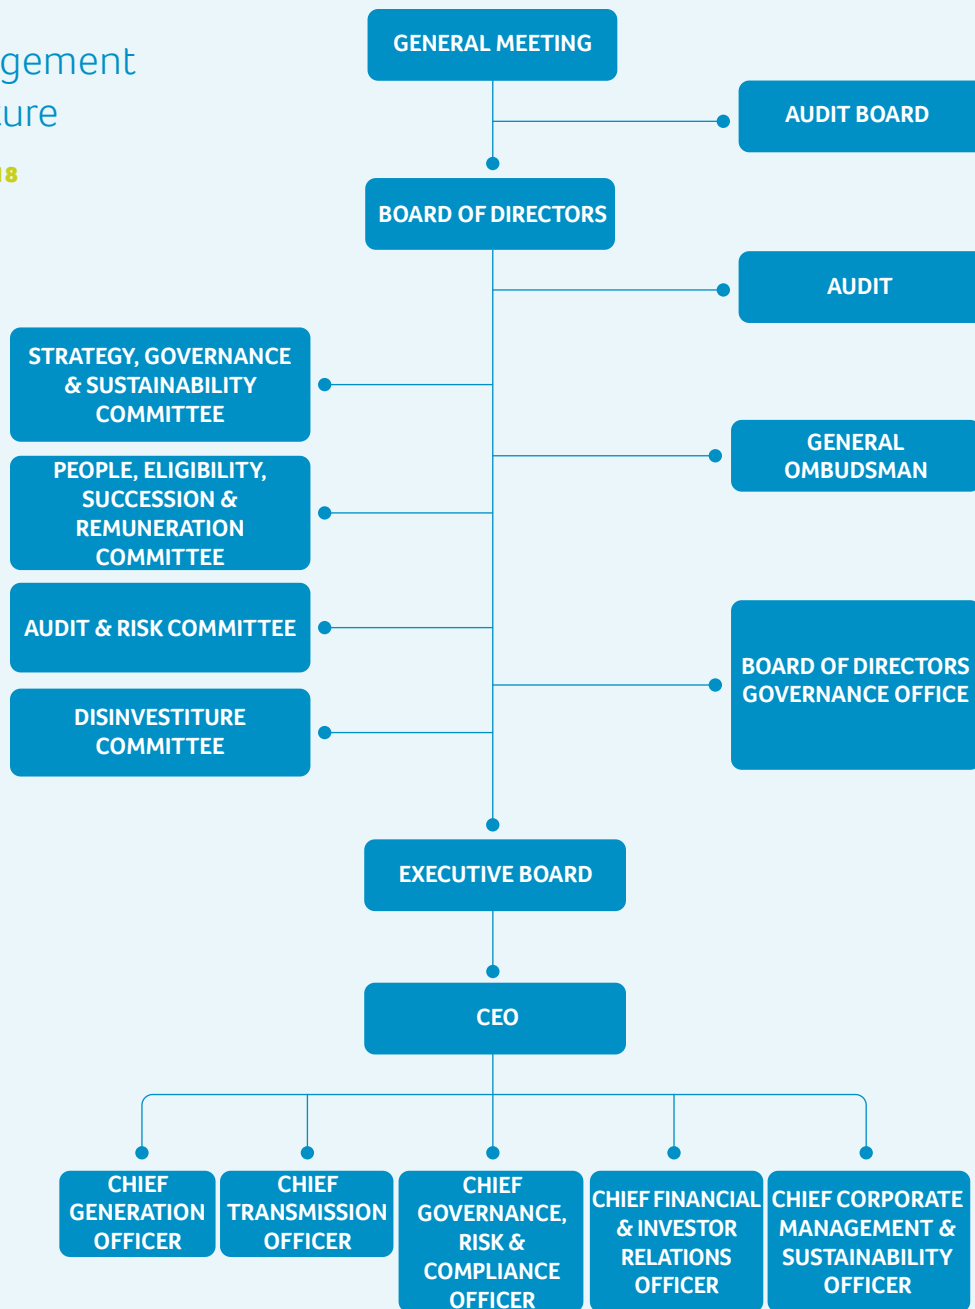 GENERAL MEETING
AUDIT BOARD
BOARD OF DIRECTORS
AUDIT
STRATEGY, GOVERNANCE
& SUSTAINABILITY
COMMITTEE
GENERAL
OMBUDSMAN
PEOPLE, ELIGIBILITY,
SUCCESSION &
REMUNERATION
COMMITTEE
AUDIT & RISK COMMITTEE
BOARD OF DIRECTORS
GOVERNANCE OFFICE
DISINVESTITURE
COMMITTEE
EXECUTIVE BOARD
CEO
CHIEF
GENERATION
OFFICER
CHIEF
TRANSMISSION
OFFICER
CHIEF
GOVERNANCE,
RISK &
COMPLIANCE
OFFICER
CHIEF FINANCIAL
& INVESTOR
RELATIONS
OFFICER
CHIEF CORPORATE
MANAGEMENT &
SUSTAINABILITY
OFFICER